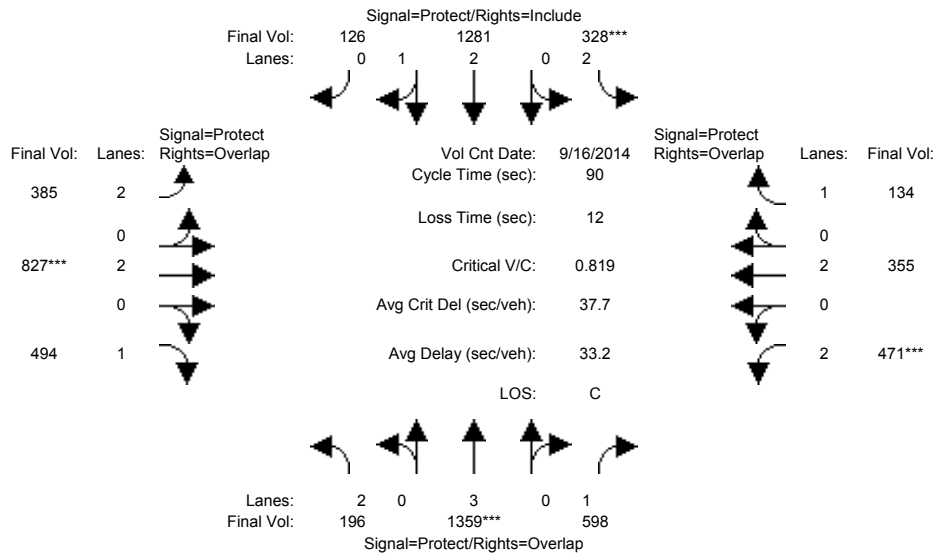 Signal=Protect/Rights=Include
Final Vol: 126 1281 328***
Lanes: 0 1 2 0 2
Signal=Protect Signal=Protect
Final Vol: Lanes: Rights=Overlap Vol Cnt Date: 9/16/2014 Rights=Overlap Lanes: Final Vol:
Cycle Time (sec): 90
385 2 1 134
Loss Time (sec): 12
0 0
827*** 2 Critical V/C: 0.819 2 355
0 Avg Crit Del (sec/veh): 37.7 0
494 1 Avg Delay (sec/veh): 33.2 2 471***
LOS: C
Lanes: 2 0 3 0 1
Final Vol: 196 1359*** 598
Signal=Protect/Rights=Overlap